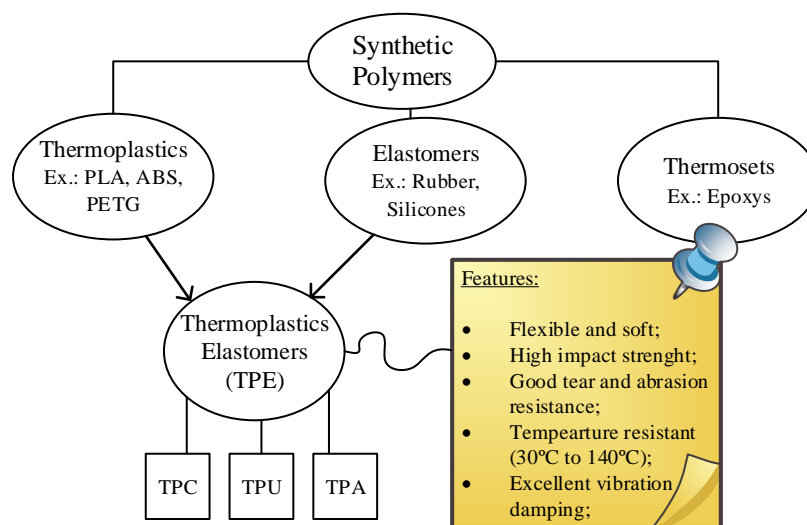 Synthetic
Polymers
Thermoplastics
Ex.: PLA, ABS,
PETG
Elastomers
Ex.: Rubber,
Silicones
Thermosets
Ex.: Epoxys
Thermoplastics
Elastomers
(TPE)
TPC
TPU
TPA
Features:
• Flexible and soft;
• High impact strenght;
• Good tear and abrasion
resistance;
• Tempearture resistant
(30ºC to 140ºC);
• Excellent vibration
damping;